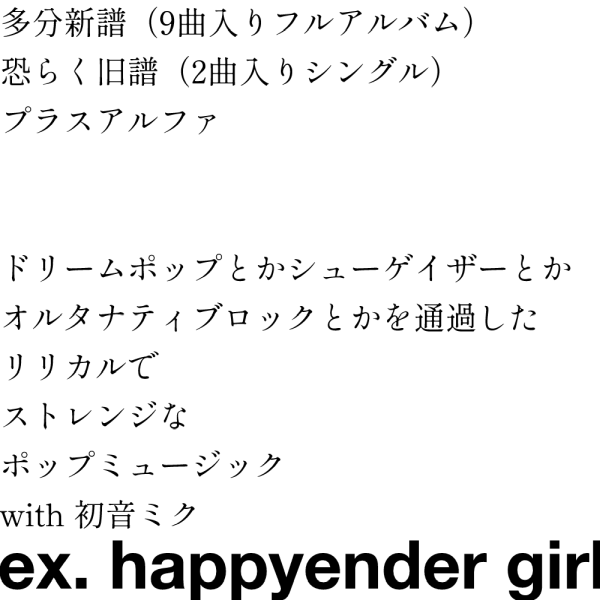 多分新譜（9曲入りフルアルバム）
恐らく旧譜（2曲入りシングル）
プラスアルファ
ドリームポップとかシューゲイザーとか
オルタナティブロックとかを通過した
リリカルで
ストレンジな
ポップミュージック
with 初音ミク
ex. happyender girl